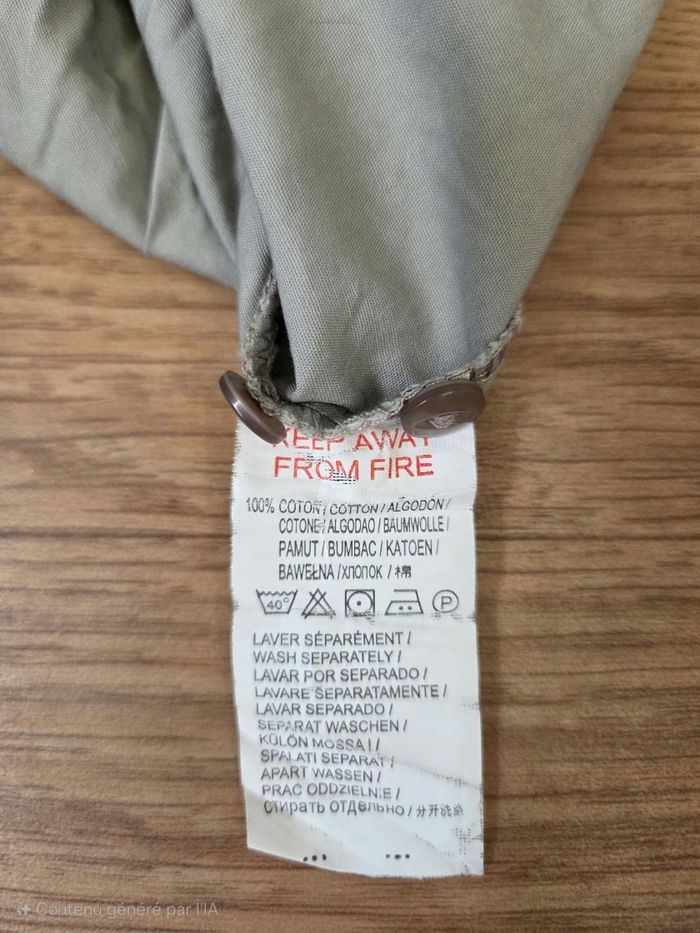 KEEP AWAY
FROM FIRE
100% COTON / COTTON / ALGODÓN /
COTONE / ALGODAO / BAUMWOLLE /
PAMUT / BUMBAC / KATOEN /
BAWEŁNA / ХЛОПОК / 棉
40° P
LAVER SÉPARÉMENT /
WASH SEPARATELY /
LAVAR POR SEPARADO /
LAVARE SEPARATAMENTE /
LAVAR SEPARADO /
SEPARAT WASCHEN /
KÜLÖN MOSSA! /
SPALATI SEPARAT /
APART WASSEN /
PRAC ODDZIELNIE /
Стирать отдельно / 分开洗涤
Contenu généré par l'IA